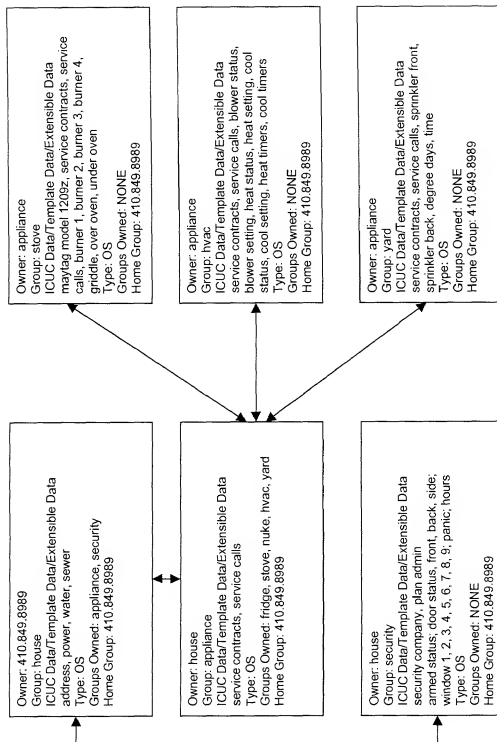 Owner: 410.849.8989
Group: house
ICUC Data/Template Data/Extensible Data
address, power, water, sewer
Type: OS
Groups Owned: appliance, security
Home Group: 410.849.8989
Owner: house
Group: appliance
ICUC Data/Template Data/Extensible Data
service contracts, service calls
Type: OS
Groups Owned: fridge, stove, nuke, hvac, yard
Home Group: 410.849.8989
Owner: house
Group: security
ICUC Data/Template Data/Extensible Data
security company, plan admin
armed status; door status, front, back, side;
window 1, 2, 3, 4, 5, 6, 7, 8, 9; panic; hours
Type: OS
Groups Owned: NONE
Home Group: 410.849.8989
Owner: appliance
Group: stove
ICUC Data/Template Data/Extensible Data
maytag model 1209z, service contracts, service
calls, burner 1, burner 2, burner 3, burner 4,
griddle, over oven, under oven
Type: OS
Groups Owned: NONE
Home Group: 410.849.8989
Owner: appliance
Group: hvac
ICUC Data/Template Data/Extensible Data
service contracts, service calls, blower status,
blower setting, heat status, heat setting, cool
status, cool setting, heat timers, cool timers
Type: OS
Groups Owned: NONE
Home Group: 410.849.8989
Owner: appliance
Group: yard
ICUC Data/Template Data/Extensible Data
service contracts, service calls, sprinkler front,
sprinkler back, degree days, time
Type: OS
Groups Owned: NONE
Home Group: 410.849.8989